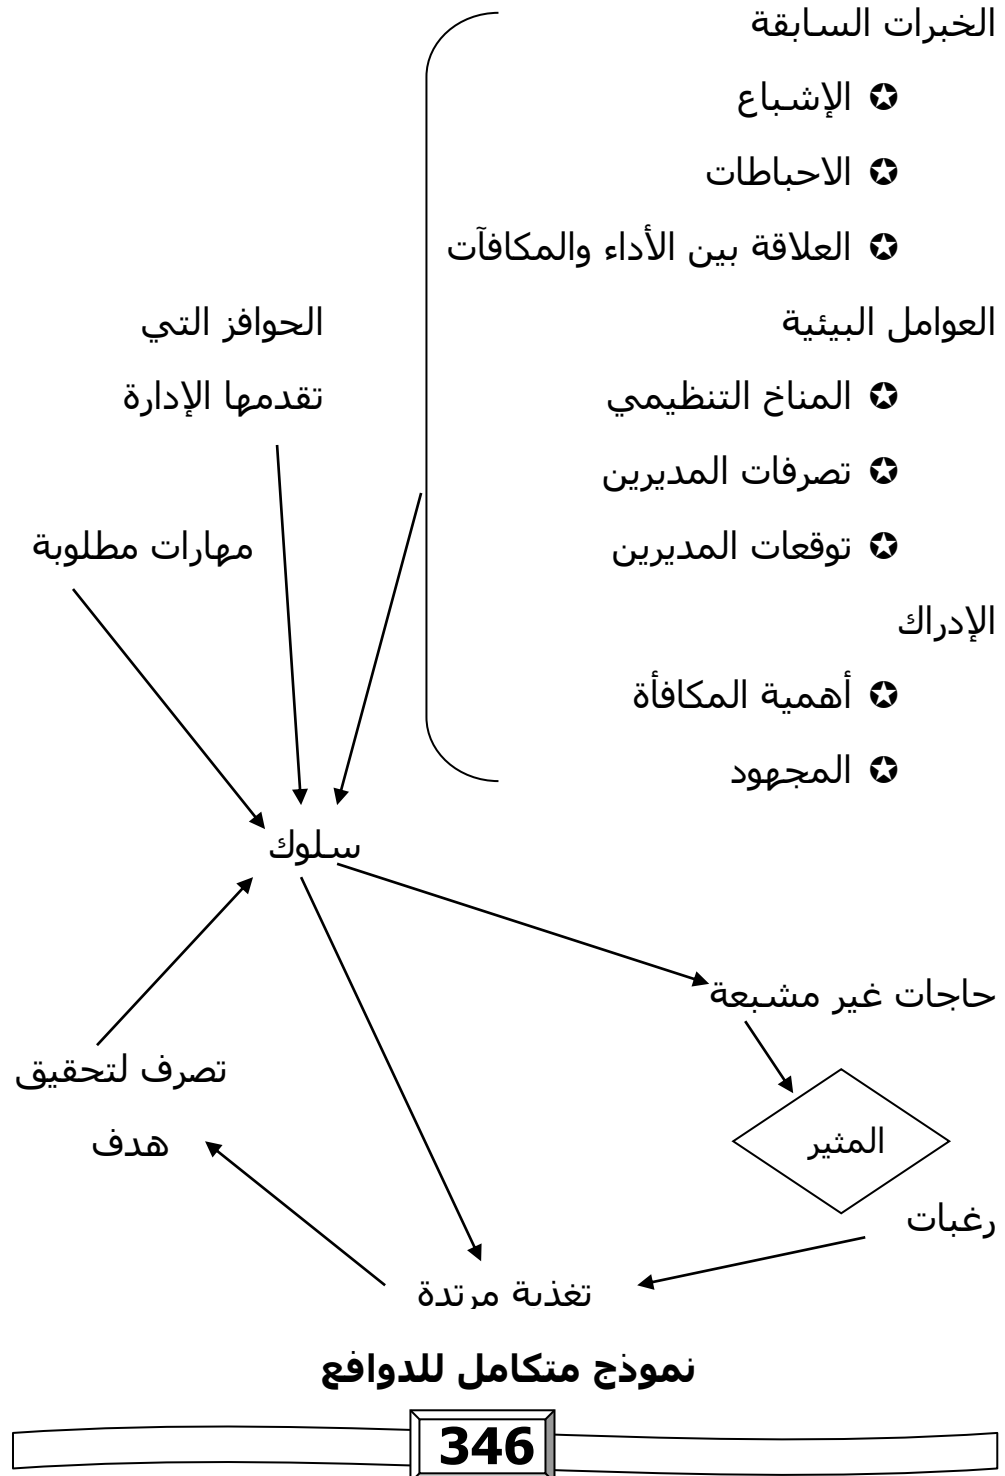 الخبرات السابقة
✪ الإشباع
✪ الاحباطات
✪ العلاقة بين الأداء والمكافآت
العوامل البيئية
الحوافز التي
✪ المناخ التنظيمي
تقدمها الإدارة
✪ تصرفات المديرين
✪ توقعات المديرين
مهارات مطلوبة
الإدراك
✪ أهمية المكافأة
✪ المجهود
سلوك
حاجات غير مشبعة
تصرف لتحقيق
هدف
المثير
رغبات
تغذية مرتدة
نموذج متكامل للدوافع
346